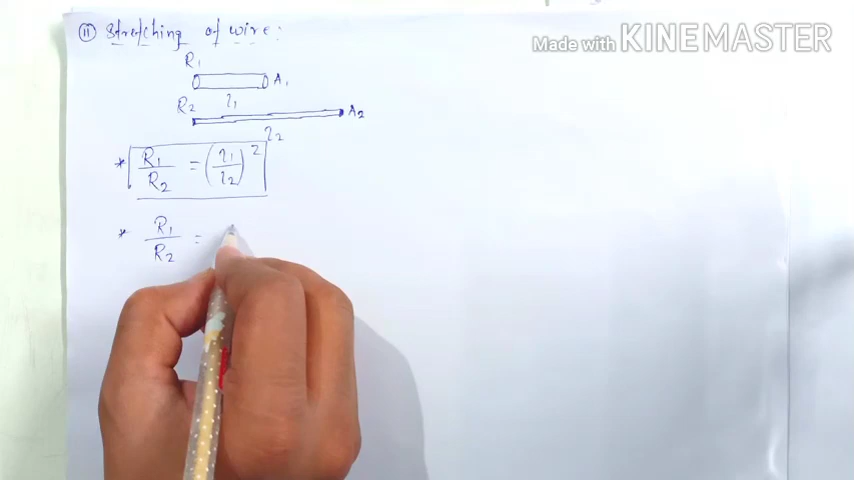 (ii) Stretching of wire:
Made with KINEMASTER
R1
A1
l1
R2
A2
l2
* R1/R2 = (l1/l2)^2
* R1/R2 =